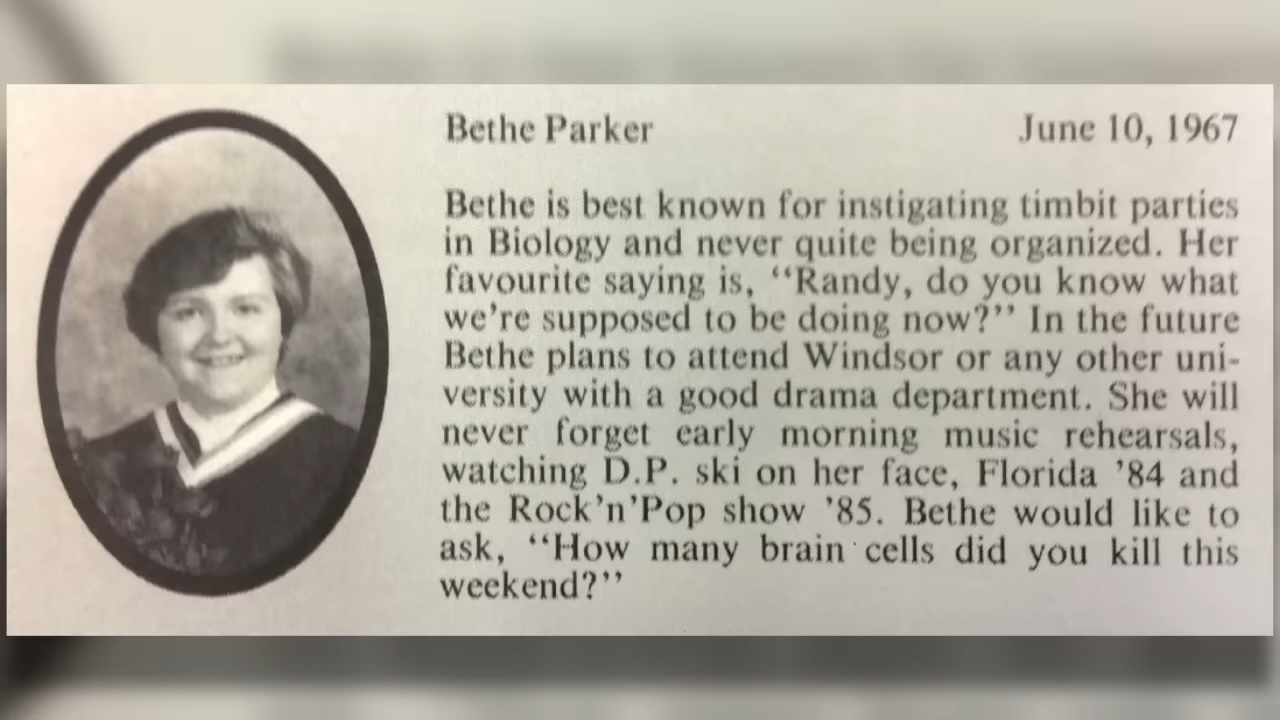 Bethe Parker June 10, 1967
Bethe is best known for instigating timbit parties
in Biology and never quite being organized. Her
favourite saying is, ‘‘Randy, do you know what
we’re supposed to be doing now?’’ In the future
Bethe plans to attend Windsor or any other uni-
versity with a good drama department. She will
never forget early morning music rehearsals,
watching D.P. ski on her face, Florida ’84 and
the Rock’n’Pop show ’85. Bethe would like to
ask, ‘‘How many brain cells did you kill this
weekend?’’